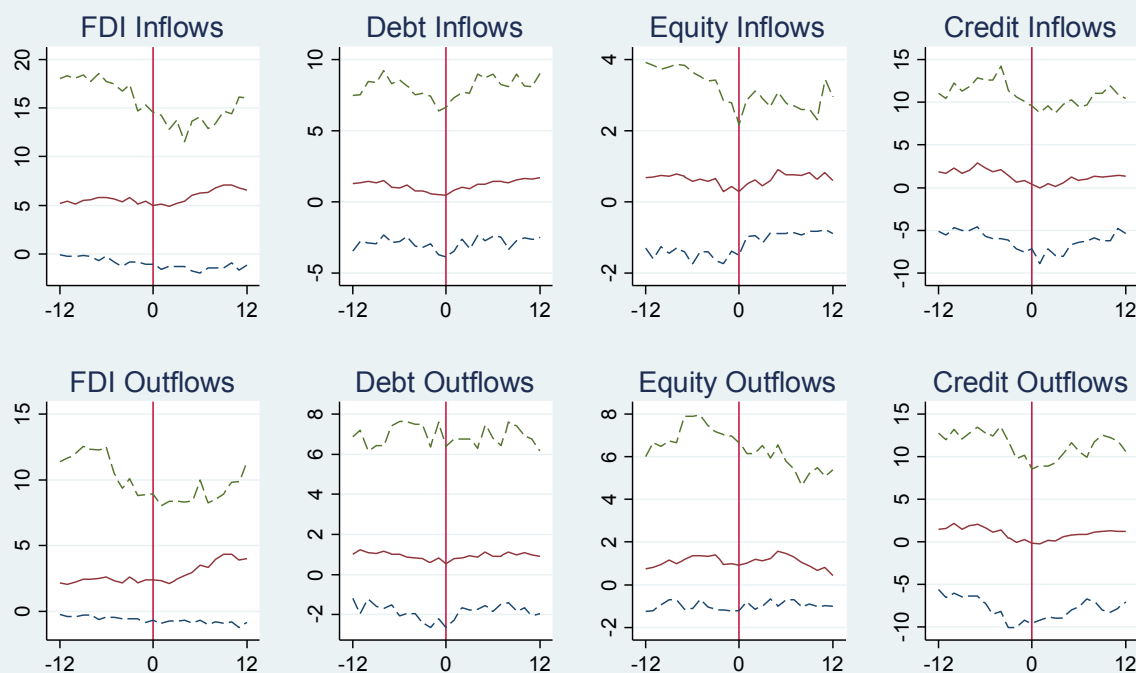 FDI Inflows Debt Inflows Equity Inflows Credit Inflows
20 15 10 5 0
10 5 0 -5
4 2 0 -2
15 10 5 0 -5 -10
-12 0 12 -12 0 12 -12 0 12 -12 0 12
FDI Outflows Debt Outflows Equity Outflows Credit Outflows
15 10 5 0
8 6 4 2 0 -2
8 6 4 2 0 -2
15 10 5 0 -5 -10
-12 0 12 -12 0 12 -12 0 12 -12 0 12